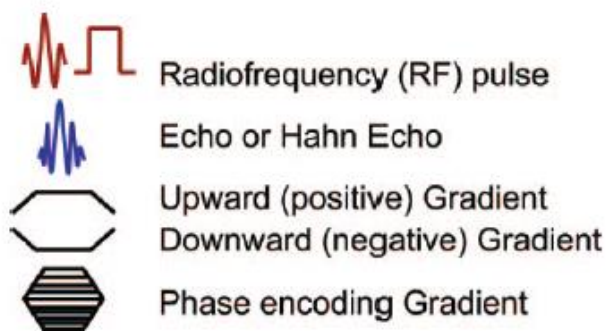 Radiofrequency (RF) pulse
Echo or Hahn Echo
Upward (positive) Gradient
Downward (negative) Gradient
Phase encoding Gradient